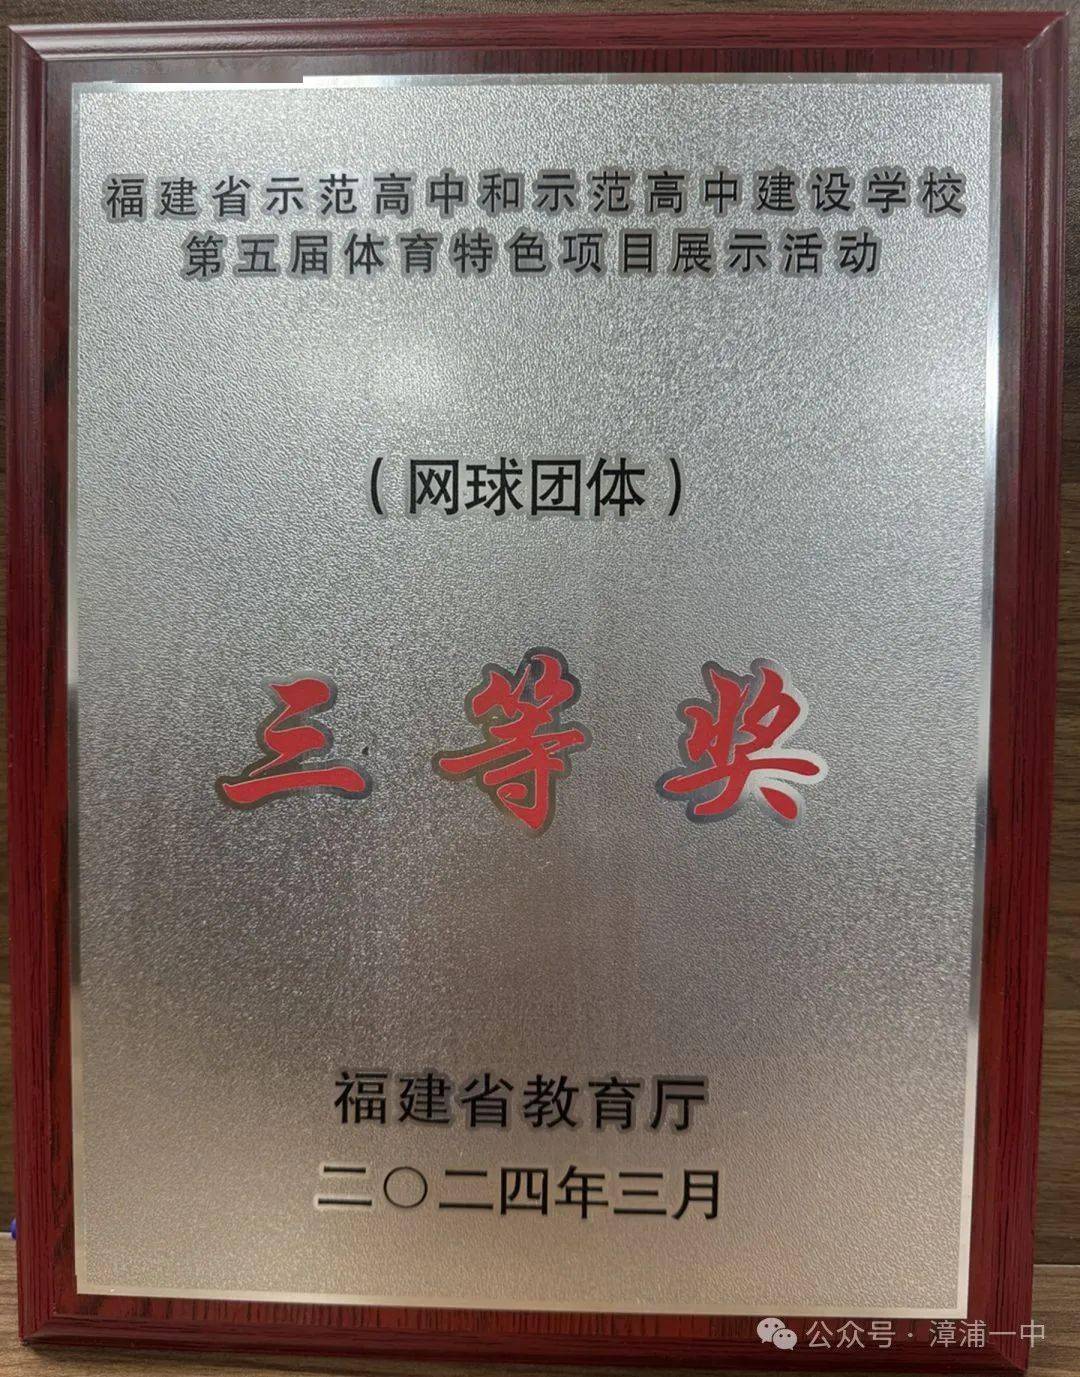 福建省示范高中和示范高中建设学校
第五届体育特色项目展示活动
（网球团体）
三等奖
福建省教育厅
二〇二四年三月
公众号·漳浦一中